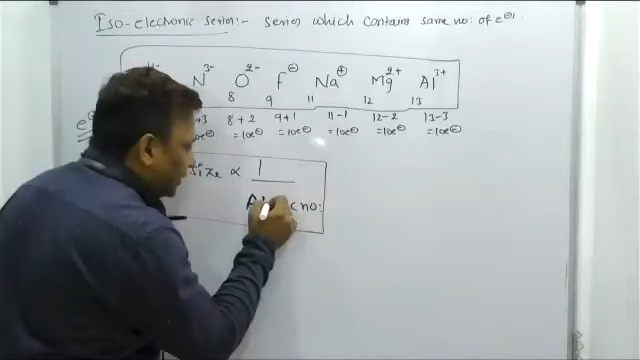 Iso-electronic series:- Series which contains same no: of e⊖s.
4- N3- O2- F⊖ Na⊕ Mg2+ Al3+
8 9 11 12 13
e⊖ +3 8+2 9+1 11-1 12-2 13-3
10e⊖ =10e⊖ =10e⊖ =10e⊖ =10e⊖ =10e⊖
Size ∝ 1
c no: